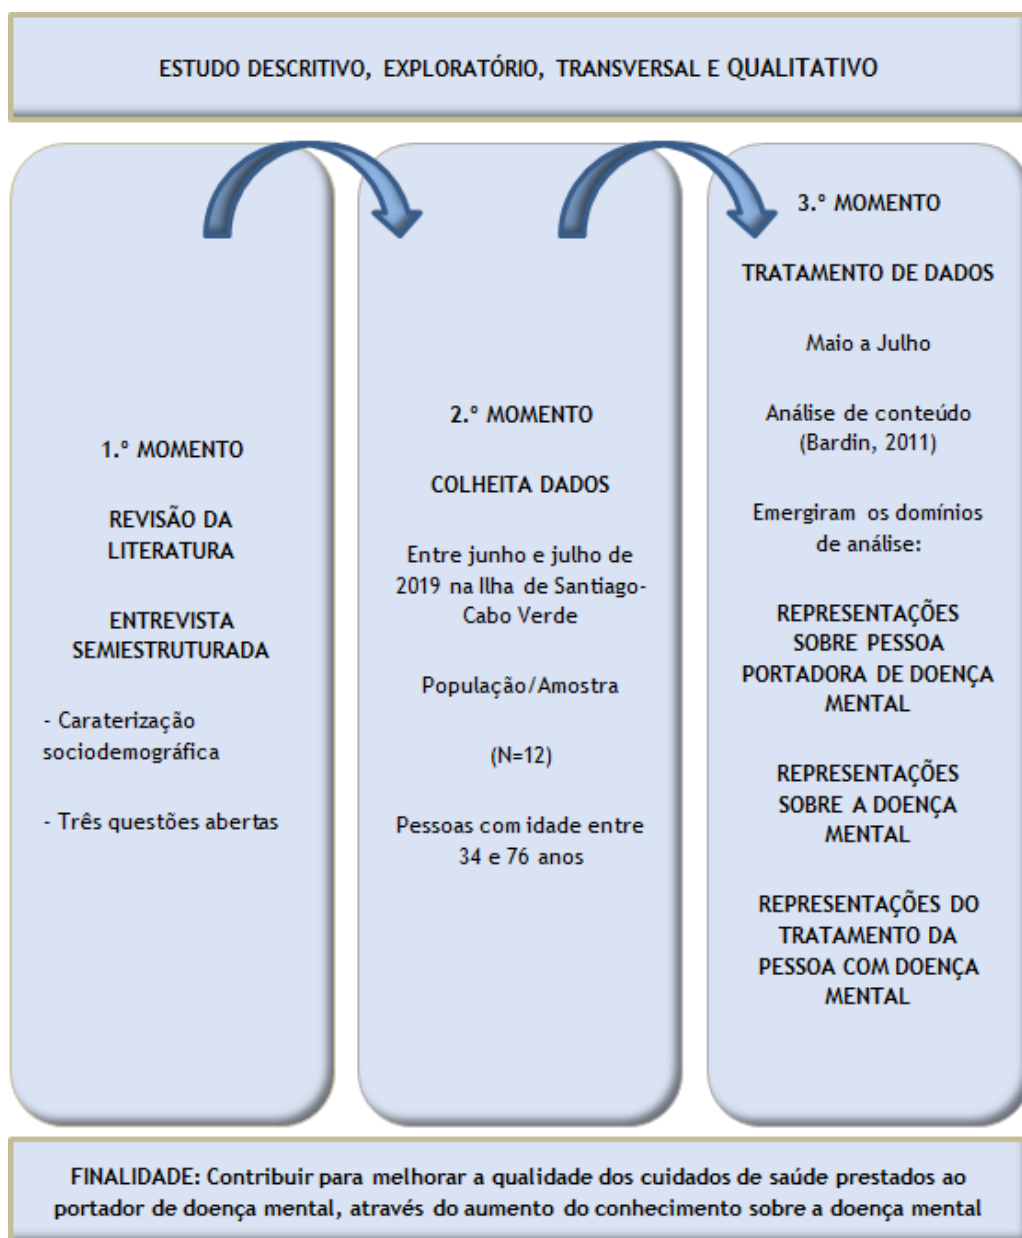 ESTUDO DESCRITIVO, EXPLORATÓRIO, TRANSVERSAL E QUALITATIVO
1.º MOMENTO
REVISÃO DA
LITERATURA
ENTREVISTA
SEMIESTRUTURADA
- Caraterização
sociodemográfica
- Três questões abertas
2.º MOMENTO
COLHEITA DADOS
Entre junho e julho de
2019 na Ilha de Santiago-
Cabo Verde
População/Amostra
(N=12)
Pessoas com idade entre
34 e 76 anos
3.º MOMENTO
TRATAMENTO DE DADOS
Maio a Julho
Análise de conteúdo
(Bardin, 2011)
Emergiram os domínios
de análise:
REPRESENTAÇÕES
SOBRE PESSOA
PORTADORA DE DOENÇA
MENTAL
REPRESENTAÇÕES
SOBRE A DOENÇA
MENTAL
REPRESENTAÇÕES DO
TRATAMENTO DA
PESSOA COM DOENÇA
MENTAL
FINALIDADE: Contribuir para melhorar a qualidade dos cuidados de saúde prestados ao
portador de doença mental, através do aumento do conhecimento sobre a doença mental